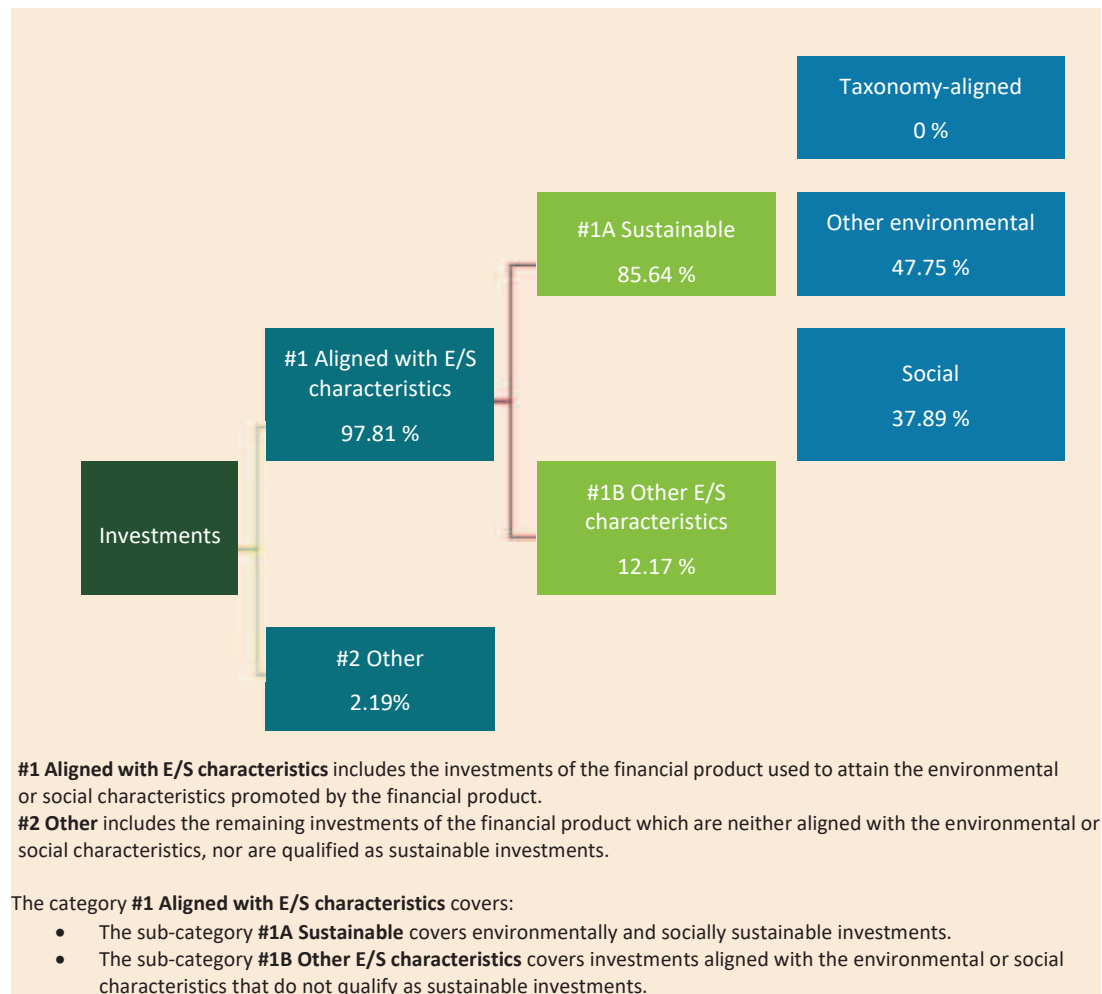 Taxonomy-aligned
0 %
#1A Sustainable
85.64 %
Other environmental
47.75 %
#1 Aligned with E/S
characteristics
97.81 %
Social
37.89 %
Investments
#1B Other E/S
characteristics
12.17 %
#2 Other
2.19%
#1 Aligned with E/S characteristics includes the investments of the financial product used to attain the environmental
or social characteristics promoted by the financial product.
#2 Other includes the remaining investments of the financial product which are neither aligned with the environmental or
social characteristics, nor are qualified as sustainable investments.
The category #1 Aligned with E/S characteristics covers:
• The sub-category #1A Sustainable covers environmentally and socially sustainable investments.
• The sub-category #1B Other E/S characteristics covers investments aligned with the environmental or social
characteristics that do not qualify as sustainable investments.